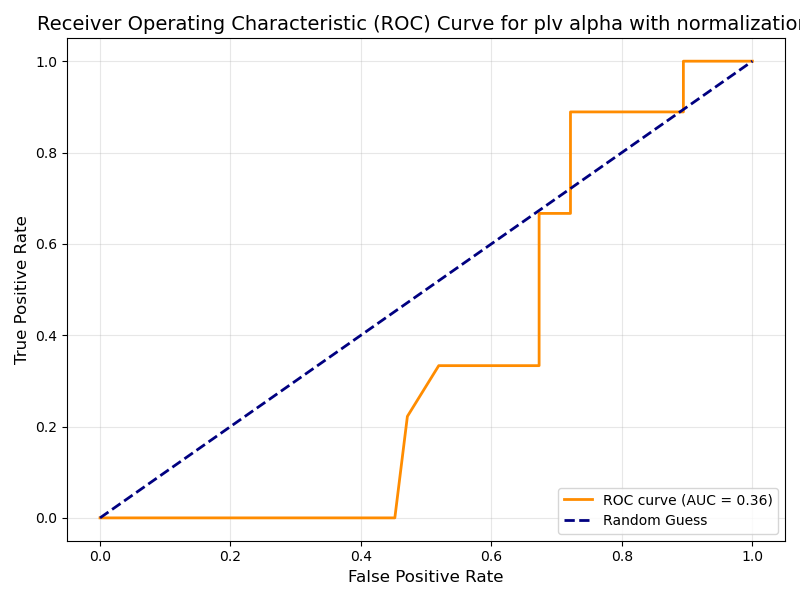 Receiver Operating Characteristic (ROC) Curve for plv alpha with normalization
1.0
0.8
0.6
0.4
0.2
0.0
True Positive Rate
0.0 0.2 0.4 0.6 0.8 1.0
False Positive Rate
ROC curve (AUC = 0.36)
Random Guess